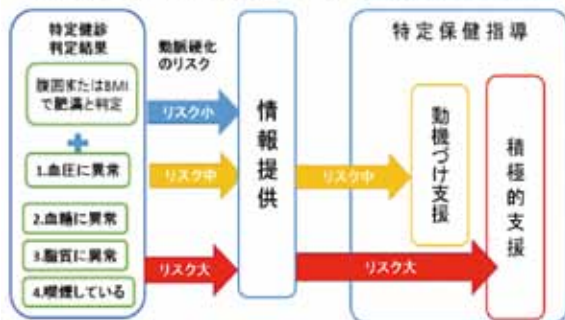 特定健診
判定結果
動脈硬化
のリスク
特定保健指導
腹囲またはBMI
で肥満と判定
リスク小
情報提供
1.血圧に異常
リスク中
リスク中
動機づけ支援
積極的支援
2.血糖に異常
3.脂質に異常
リスク大
リスク大
4.喫煙している